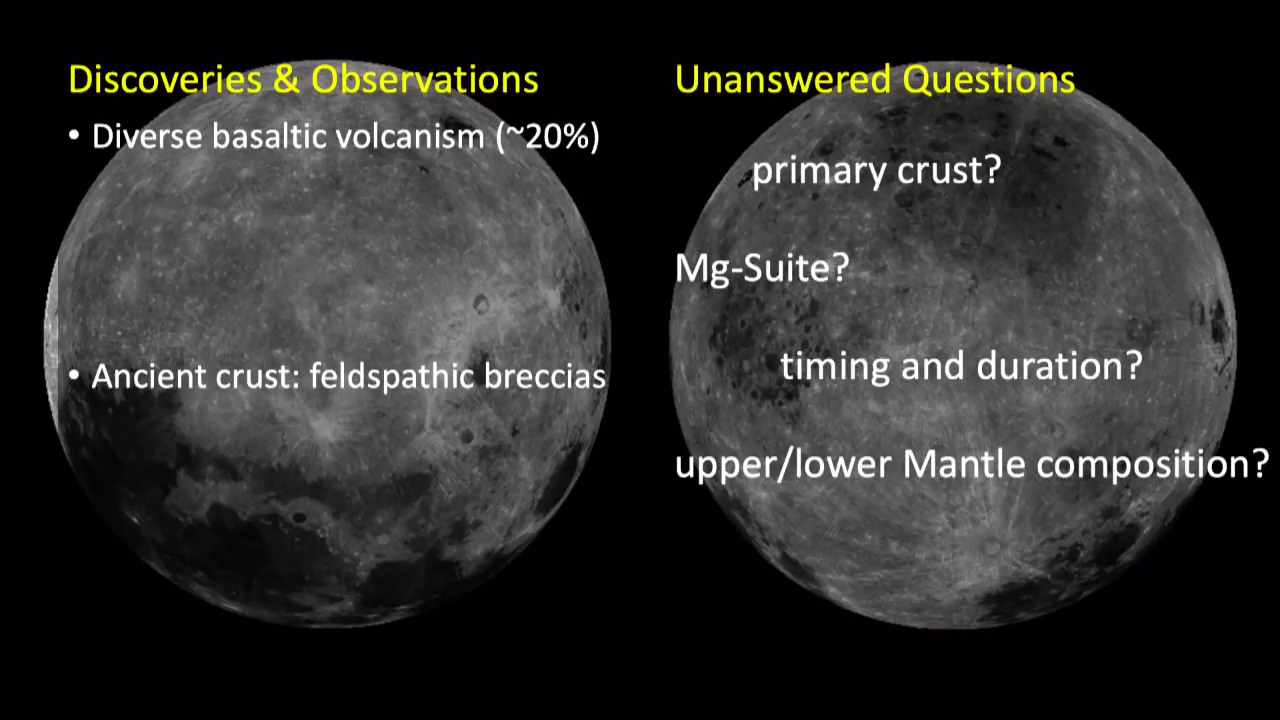 Discoveries & Observations
• Diverse basaltic volcanism (~20%)
• Ancient crust: feldspathic breccias
Unanswered Questions
primary crust?
Mg-Suite?
timing and duration?
upper/lower Mantle composition?